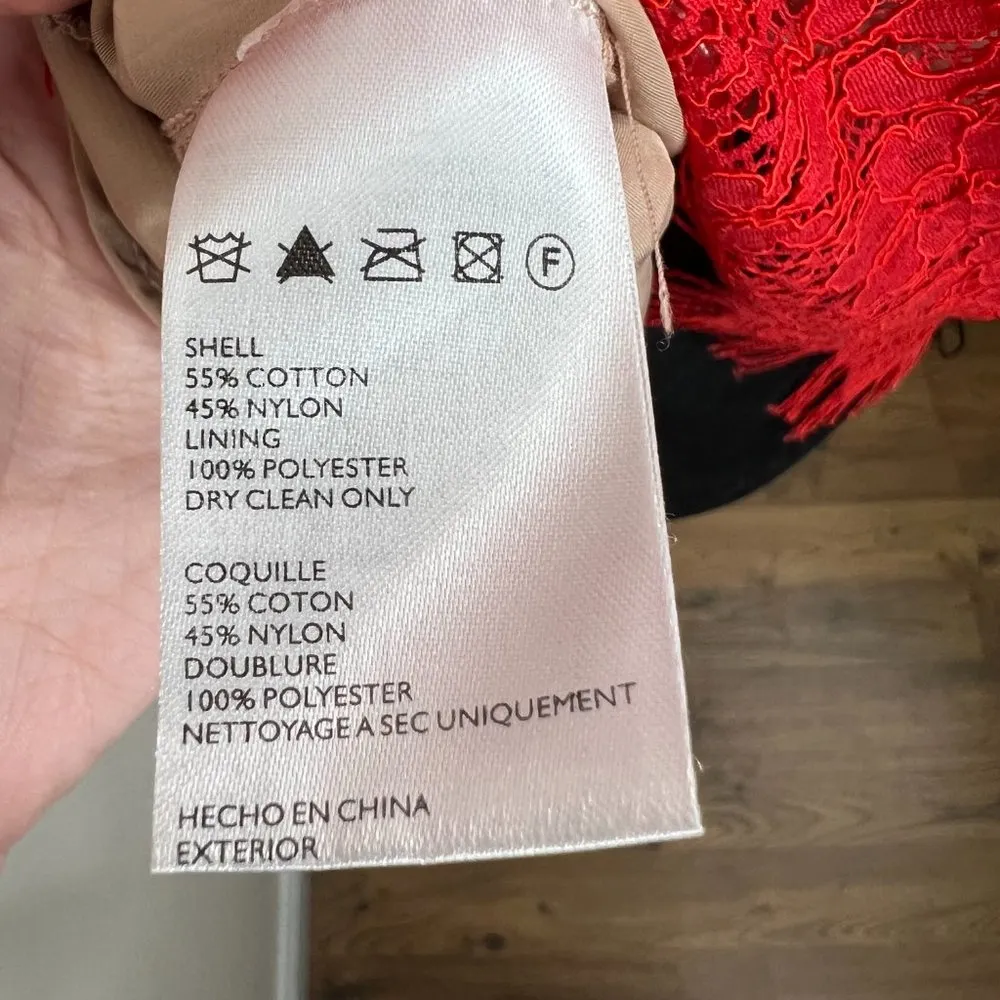 F
SHELL
55% COTTON
45% NYLON
LINING
100% POLYESTER
DRY CLEAN ONLY
COQUILLE
55% COTON
45% NYLON
DOUBLURE
100% POLYESTER
NETTOYAGE A SEC UNIQUEMENT
HECHO EN CHINA
EXTERIOR